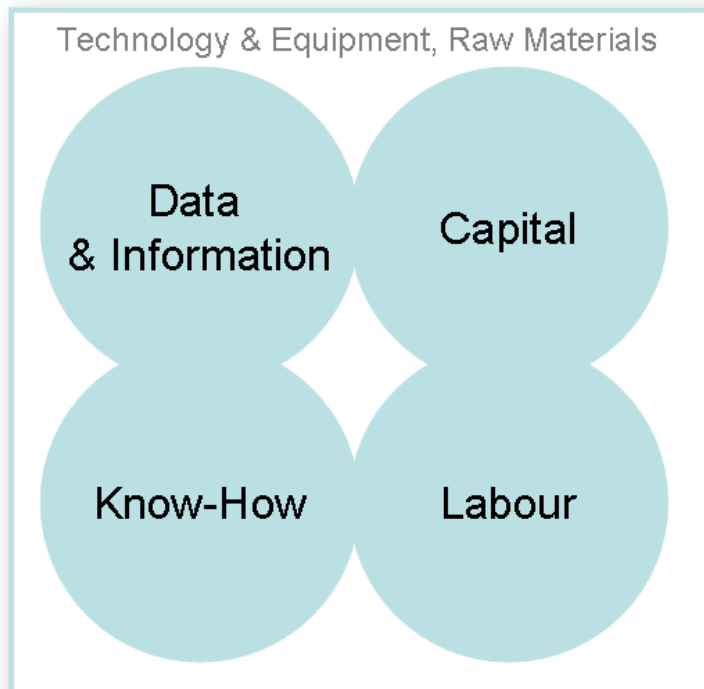 Technology & Equipment, Raw Materials
Data
& Information
Capital
Know-How
Labour